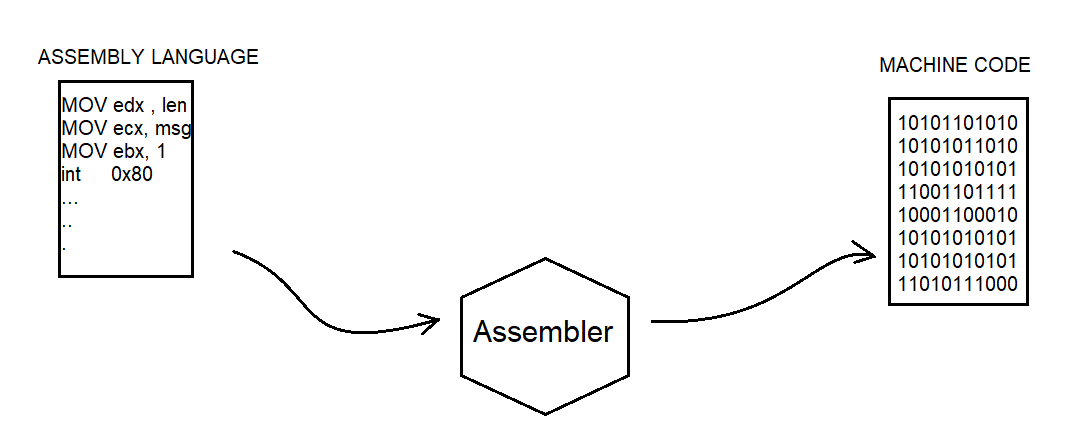 ASSEMBLY LANGUAGE
MOV edx , len
MOV ecx, msg
MOV ebx, 1
int 0x80
...
..
.
Assembler
MACHINE CODE
10101101010
10101011010
10101010101
11001101111
10001100010
10101010101
10101010101
11010111000